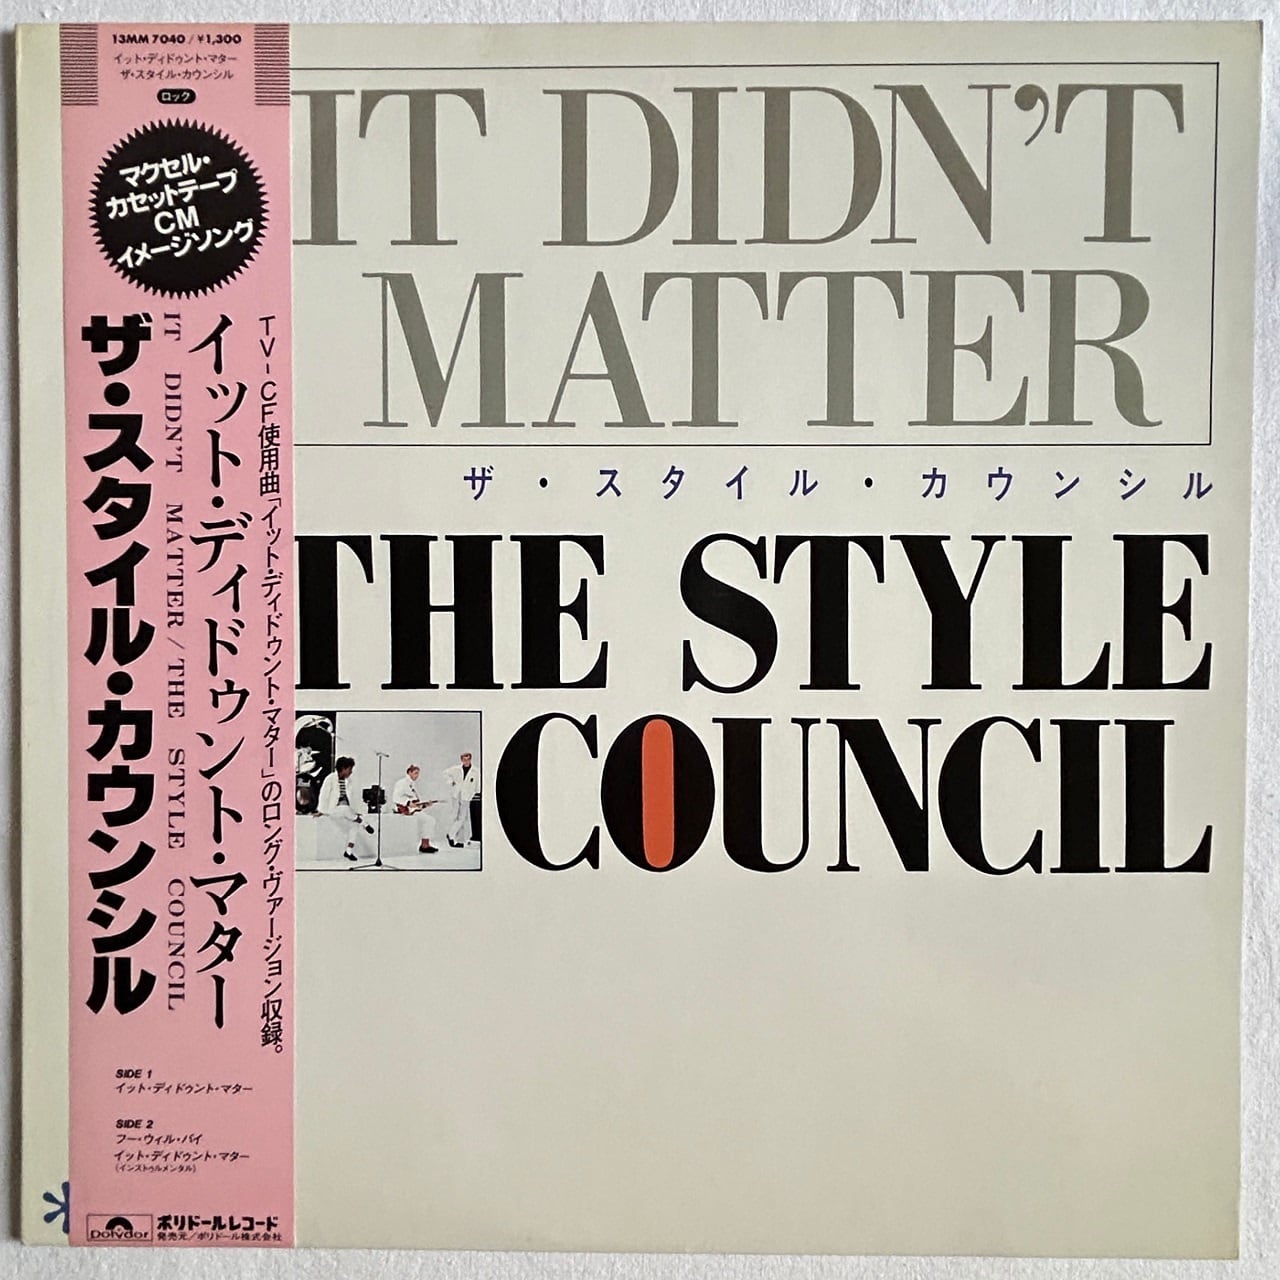 13MM 7040/¥1,300
イット・ディドゥント・マター
ザ・スタイル・カウンシル
ロック
マクセル・
カセットテープ
CM
イメージソング
TV-CF使用曲「イット・ディドゥント・マター」のロング・ヴァージョン収録。
イット・ディドゥント・マター
IT DIDN'T MATTER / THE STYLE COUNCIL
ザ・スタイル・カウンシル
SIDE 1
イット・ディドゥント・マター
SIDE 2
フー・ウィル・バイ
イット・ディドゥント・マター
(インストゥルメンタル)
Polydor
ポリドールレコード
発売元/ポリドール株式会社
IT DIDN'T
MATTER
ザ・スタイル・カウンシル
THE STYLE
COUNCIL